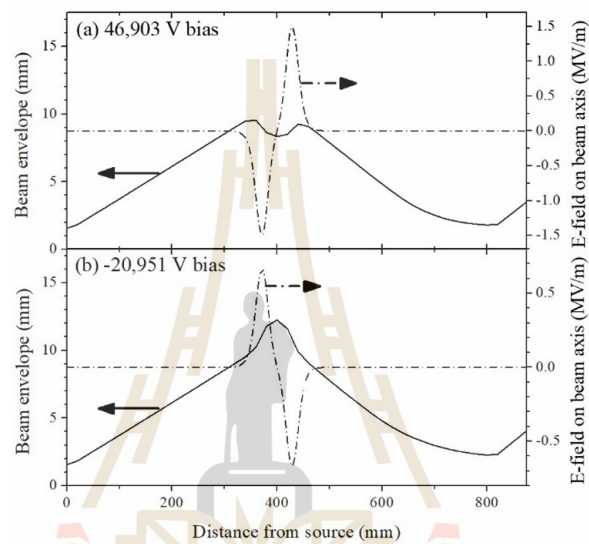 (a) 46,903 V bias
Beam envelope (mm)
15
10
5
0
1.5
1.0
0.5
0.0
-0.5
-1.0
-1.5
E-field on beam axis (MV/m)
(b) -20,951 V bias
Beam envelope (mm)
15
10
5
0
0.5
0.0
-0.5
E-field on beam axis (MV/m)
0 200 400 600 800
Distance from source (mm)